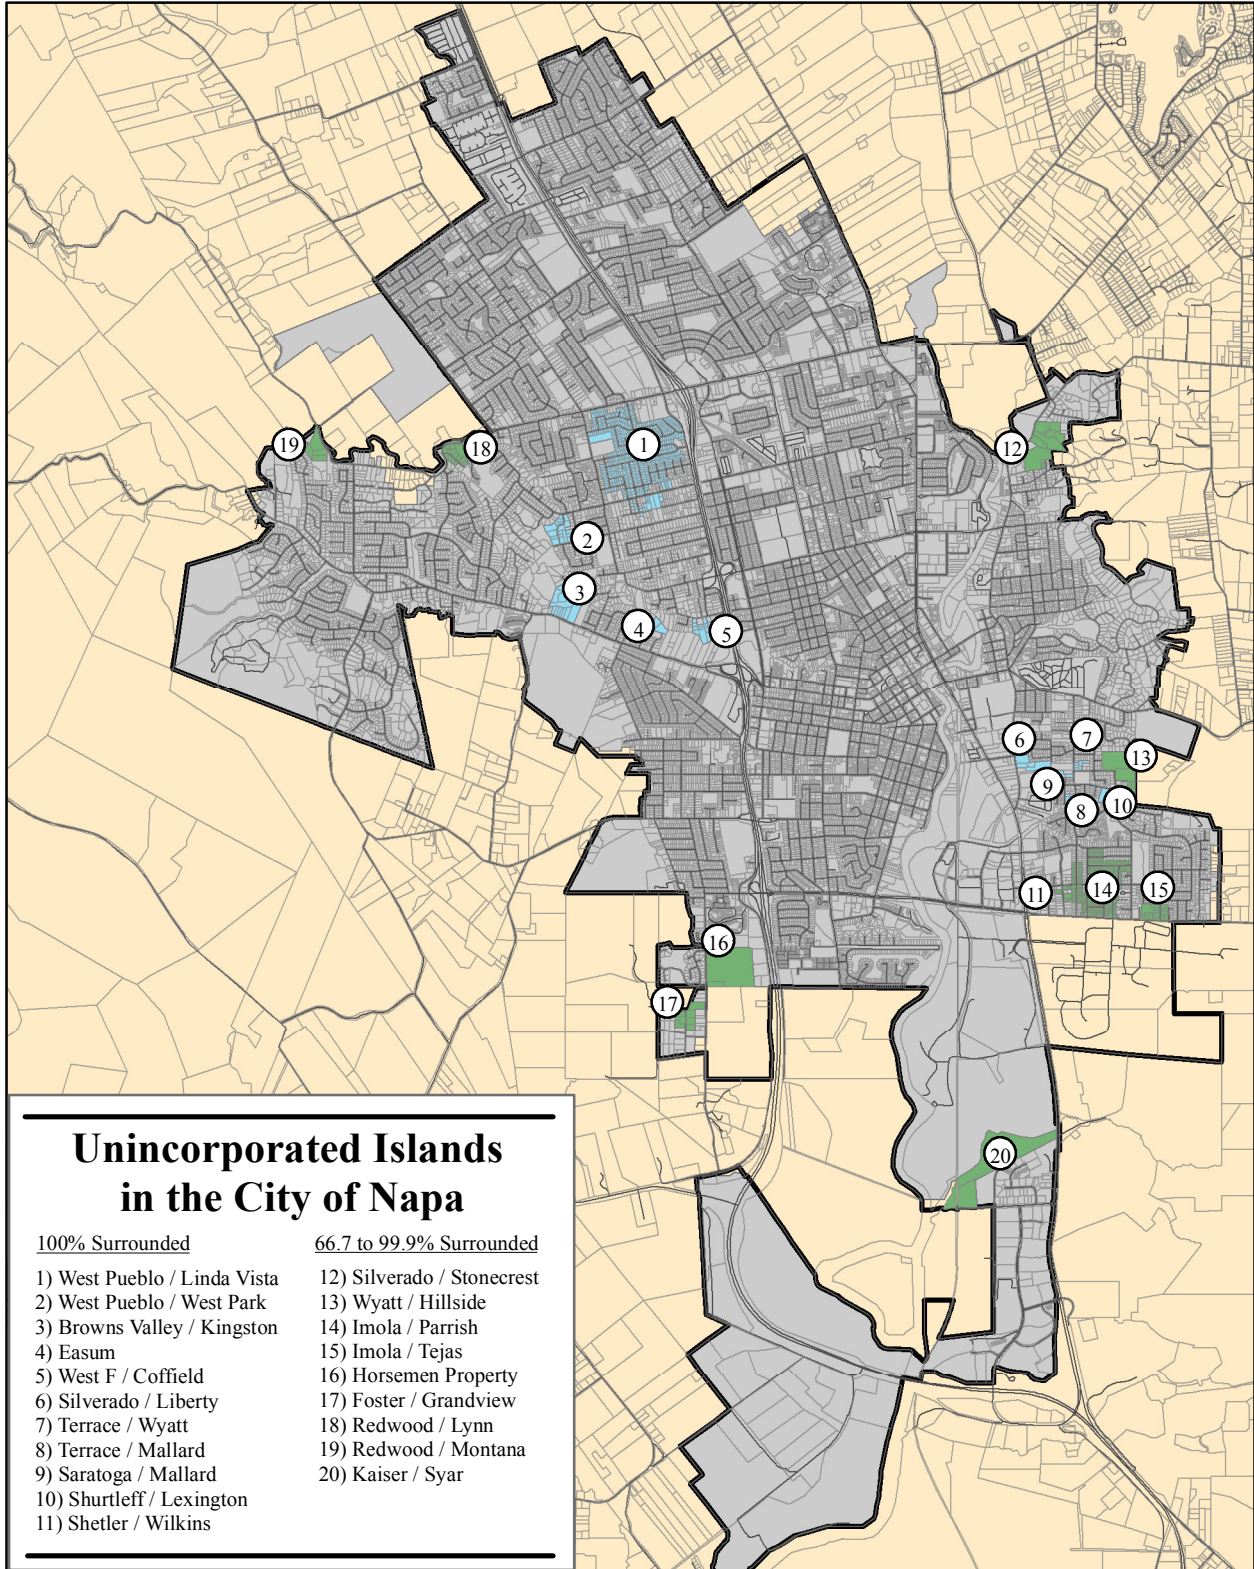 19
18
1
12
2
3
4
5
6
7
13
9
10
8
11
14
15
16
17
20
Unincorporated Islands
in the City of Napa
100% Surrounded
1) West Pueblo / Linda Vista
2) West Pueblo / West Park
3) Browns Valley / Kingston
4) Easum
5) West F / Coffield
6) Silverado / Liberty
7) Terrace / Wyatt
8) Terrace / Mallard
9) Saratoga / Mallard
10) Shurtleff / Lexington
11) Shetler / Wilkins
66.7 to 99.9% Surrounded
12) Silverado / Stonecrest
13) Wyatt / Hillside
14) Imola / Parrish
15) Imola / Tejas
16) Horsemen Property
17) Foster / Grandview
18) Redwood / Lynn
19) Redwood / Montana
20) Kaiser / Syar